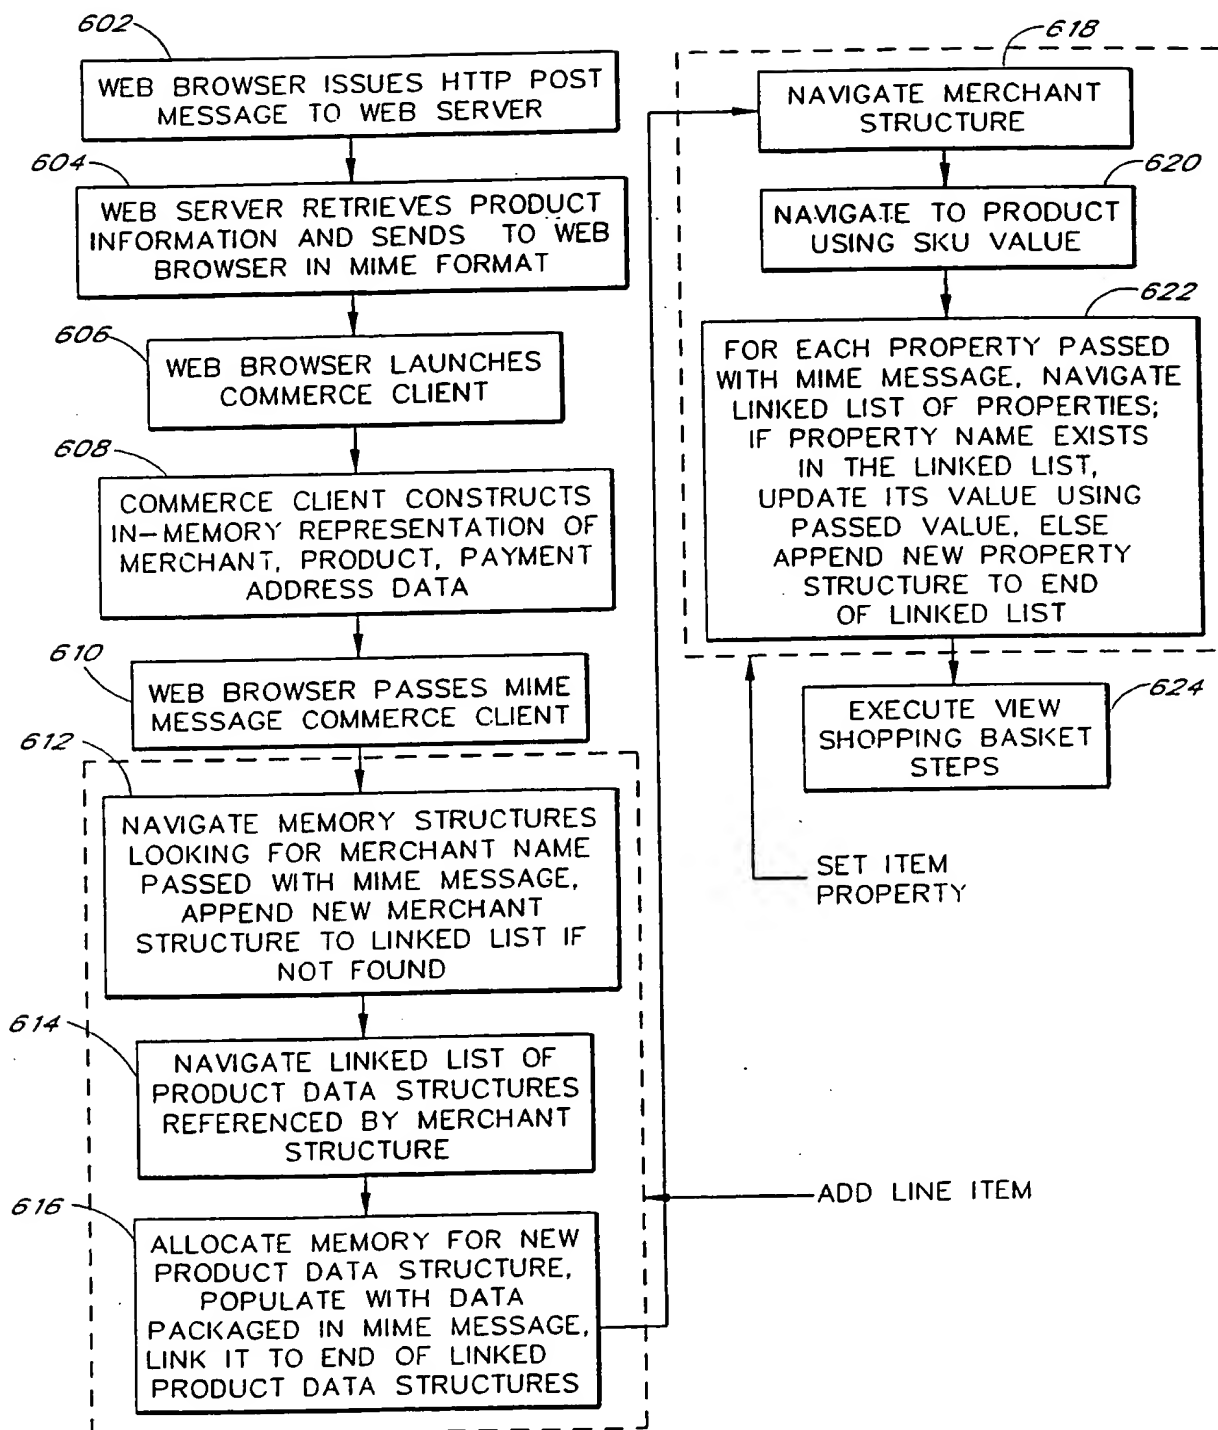 602
WEB BROWSER ISSUES HTTP POST
MESSAGE TO WEB SERVER
604
WEB SERVER RETRIEVES PRODUCT
INFORMATION AND SENDS TO WEB
BROWSER IN MIME FORMAT
606
WEB BROWSER LAUNCHES
COMMERCE CLIENT
608
COMMERCE CLIENT CONSTRUCTS
IN-MEMORY REPRESENTATION OF
MERCHANT, PRODUCT, PAYMENT
ADDRESS DATA
610
WEB BROWSER PASSES MIME
MESSAGE COMMERCE CLIENT
612
NAVIGATE MEMORY STRUCTURES
LOOKING FOR MERCHANT NAME
PASSED WITH MIME MESSAGE,
APPEND NEW MERCHANT
STRUCTURE TO LINKED LIST IF
NOT FOUND
614
NAVIGATE LINKED LIST OF
PRODUCT DATA STRUCTURES
REFERENCED BY MERCHANT
STRUCTURE
616
ALLOCATE MEMORY FOR NEW
PRODUCT DATA STRUCTURE,
POPULATE WITH DATA
PACKAGED IN MIME MESSAGE,
LINK IT TO END OF LINKED
PRODUCT DATA STRUCTURES
ADD LINE ITEM
618
NAVIGATE MERCHANT
STRUCTURE
620
NAVIGATE TO PRODUCT
USING SKU VALUE
622
FOR EACH PROPERTY PASSED
WITH MIME MESSAGE, NAVIGATE
LINKED LIST OF PROPERTIES;
IF PROPERTY NAME EXISTS
IN THE LINKED LIST,
UPDATE ITS VALUE USING
PASSED VALUE, ELSE
APPEND NEW PROPERTY
STRUCTURE TO END
OF LINKED LIST
624
EXECUTE VIEW
SHOPPING BASKET
STEPS
SET ITEM
PROPERTY